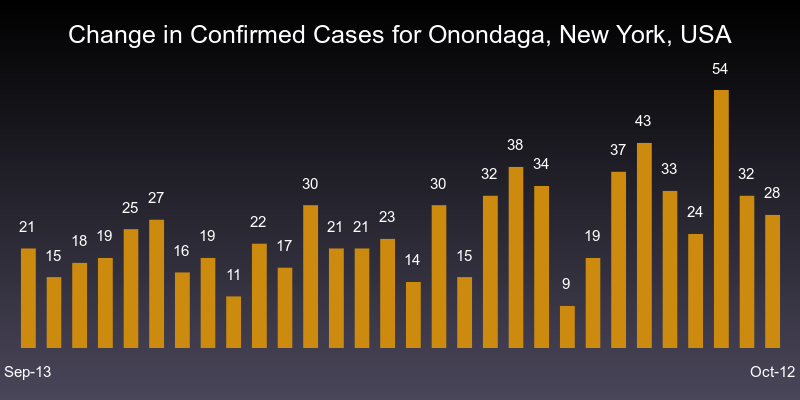 Change in Confirmed Cases for Onondaga, New York, USA
21 15 18 19 25 27 16 19 11 22 17 30 21 21 23 14 30 15 32 38 34 9 19 37 43 33 24 54 32 28
Sep-13 Oct-12